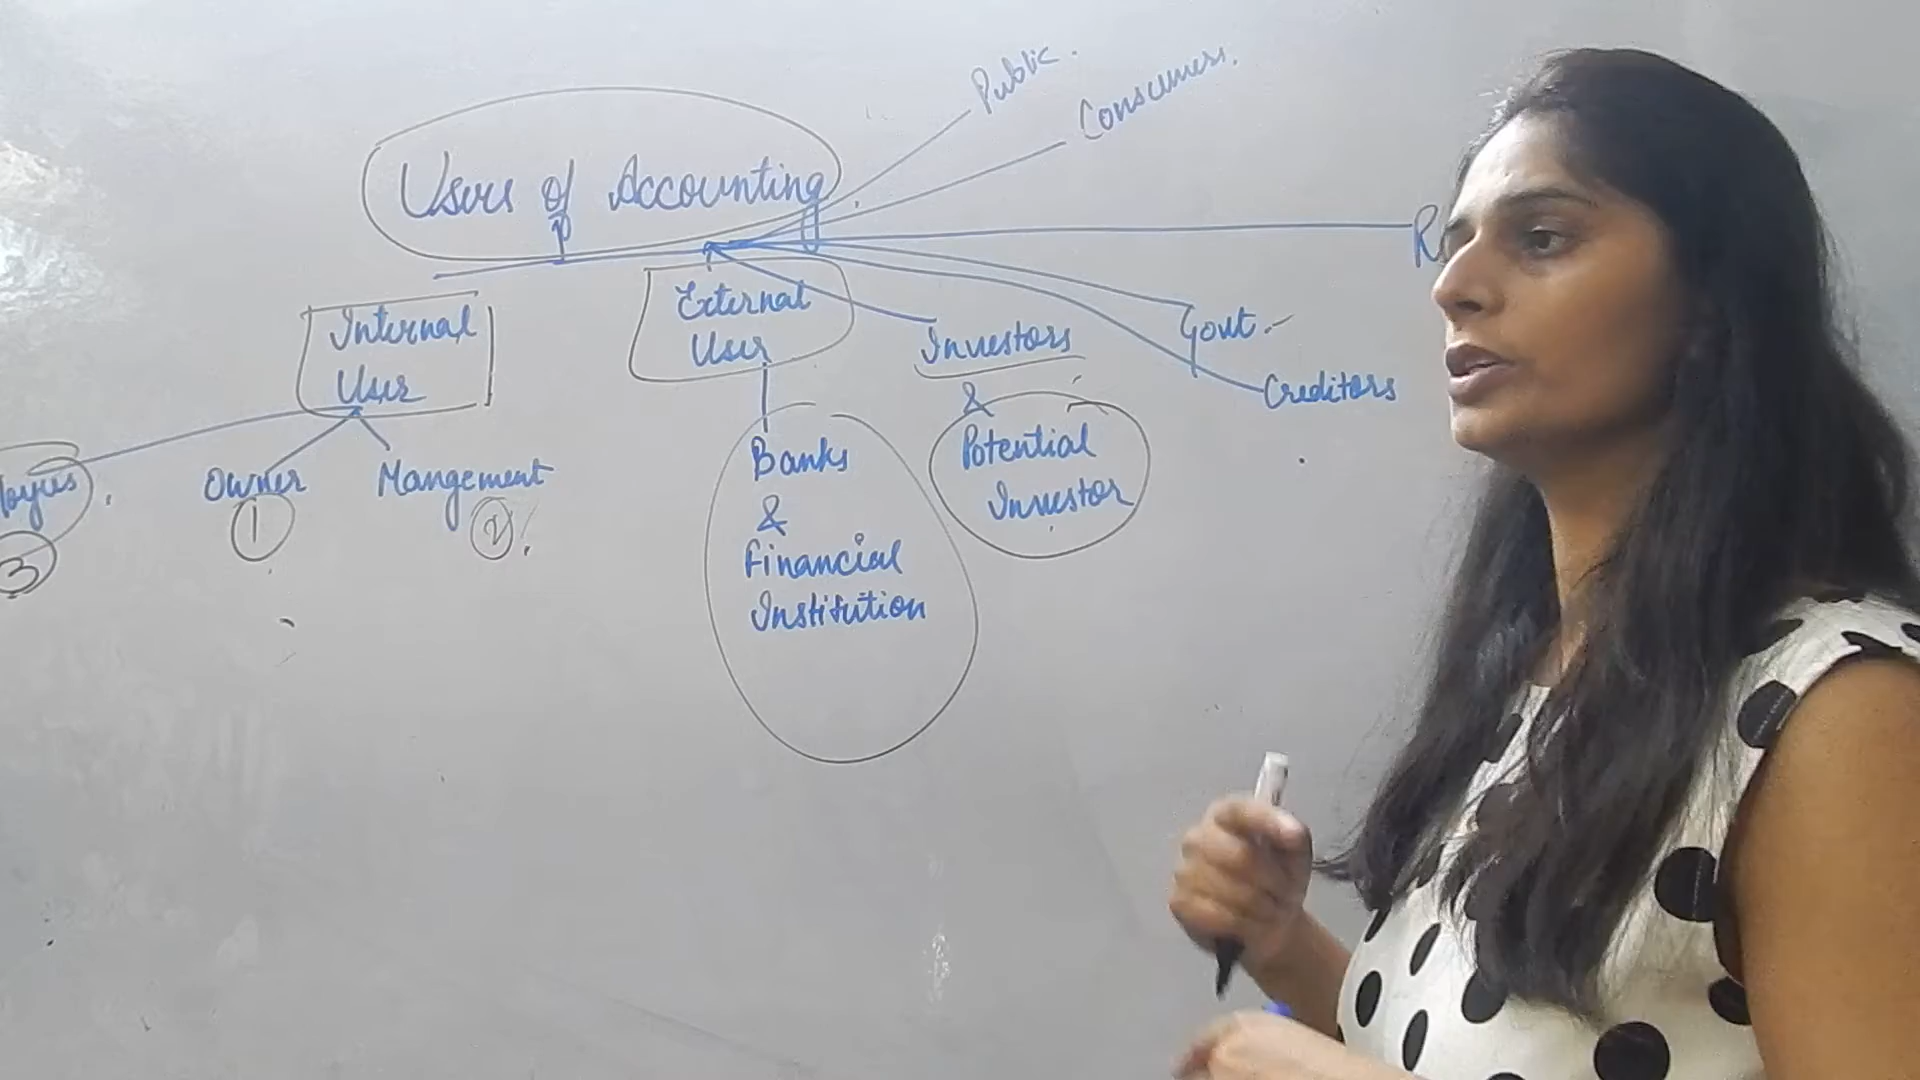 Public.
Consumers.
Users of Accounting
Internal
User
External
User
Investors
&
Potential
Investor
Govt.
Creditors
Owner
1
Mangement
2
3
Banks
&
Financial
Institution